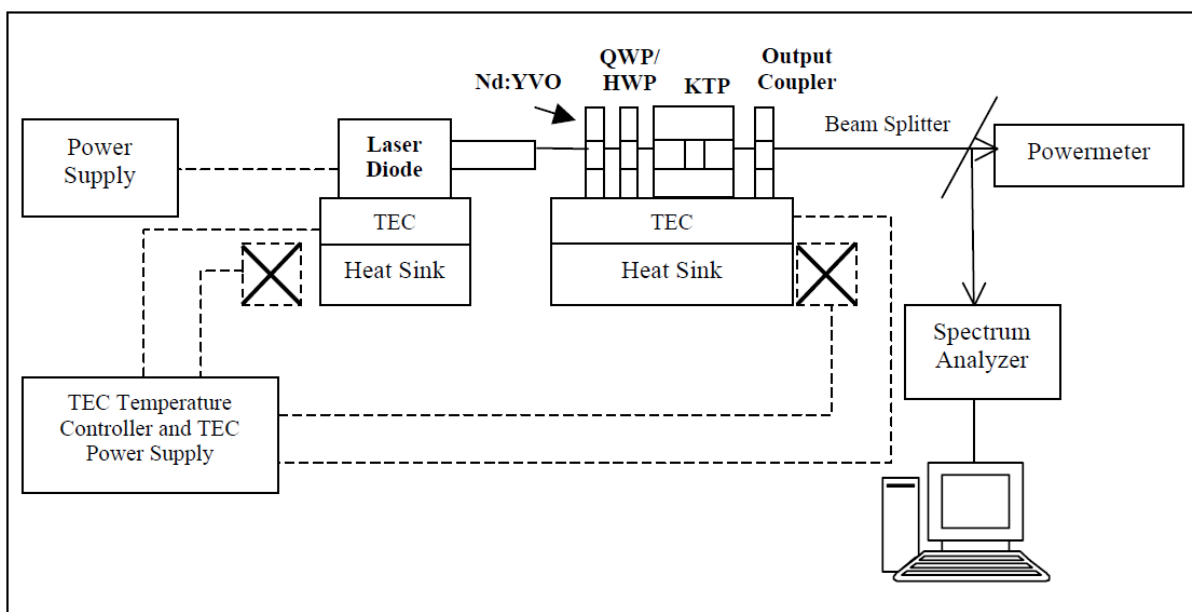 QWP/
HWP
Output
Coupler
Nd:YVO
KTP
Beam Splitter
Power
Supply
Laser
Diode
Powermeter
TEC
TEC
Heat Sink
Heat Sink
Spectrum
Analyzer
TEC Temperature
Controller and TEC
Power Supply